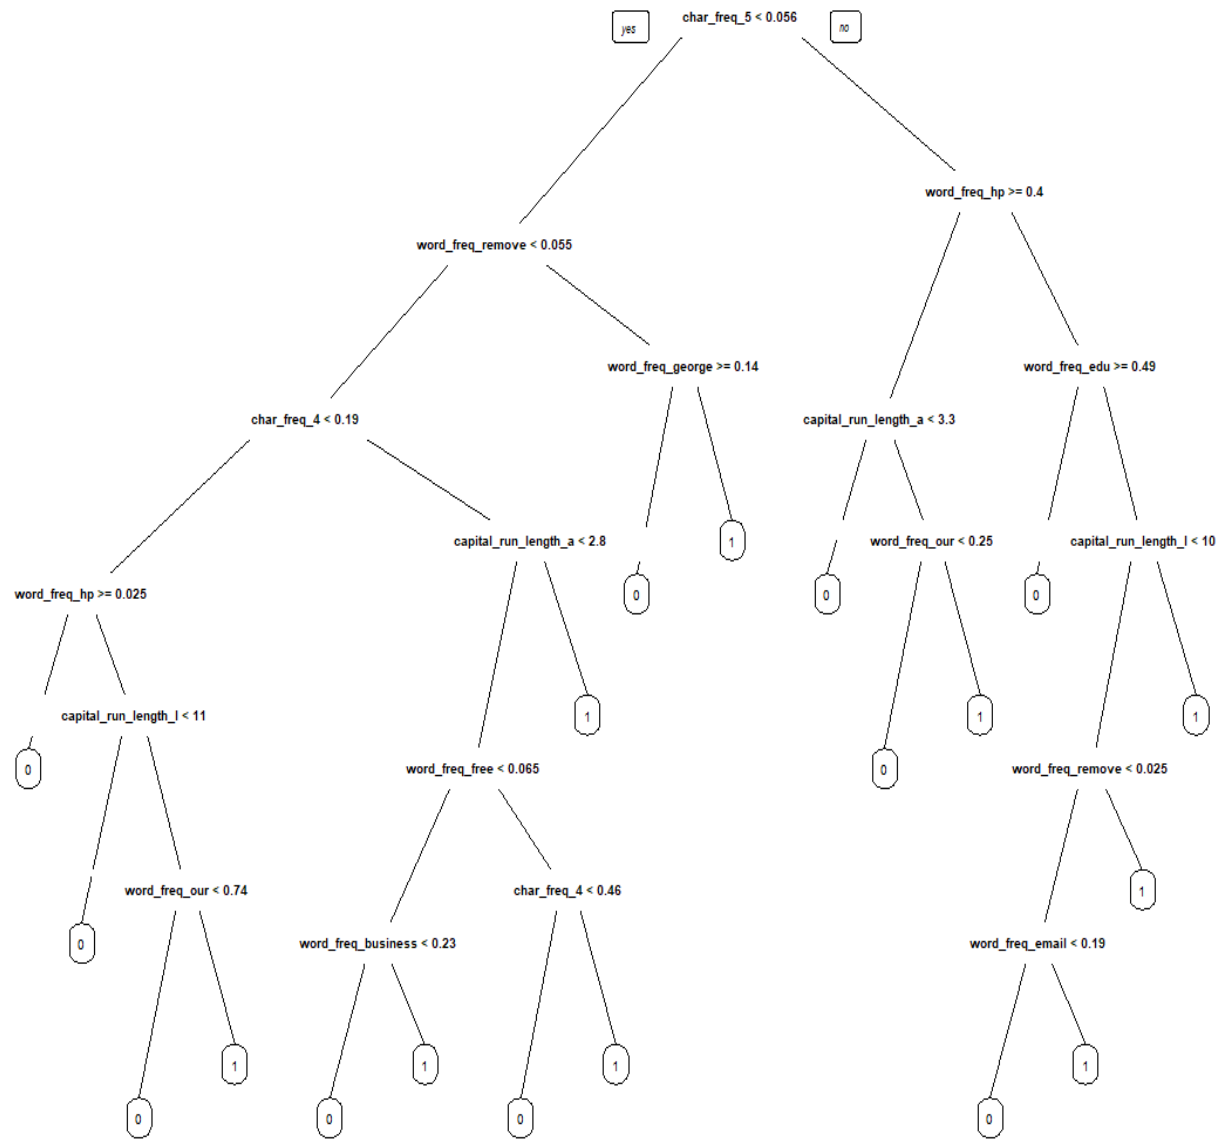 yes
char_freq_5 < 0.056
no
word_freq_hp >= 0.4
word_freq_remove < 0.055
word_freq_george >= 0.14
word_freq_edu >= 0.49
char_freq_4 < 0.19
capital_run_length_a < 3.3
capital_run_length_a < 2.8
1
word_freq_our < 0.25
capital_run_length_l < 10
word_freq_hp >= 0.025
0
0
0
capital_run_length_l < 11
1
1
1
0
word_freq_free < 0.065
0
word_freq_remove < 0.025
word_freq_our < 0.74
char_freq_4 < 0.46
1
0
word_freq_business < 0.23
word_freq_email < 0.19
1
1
1
1
0
0
0
0